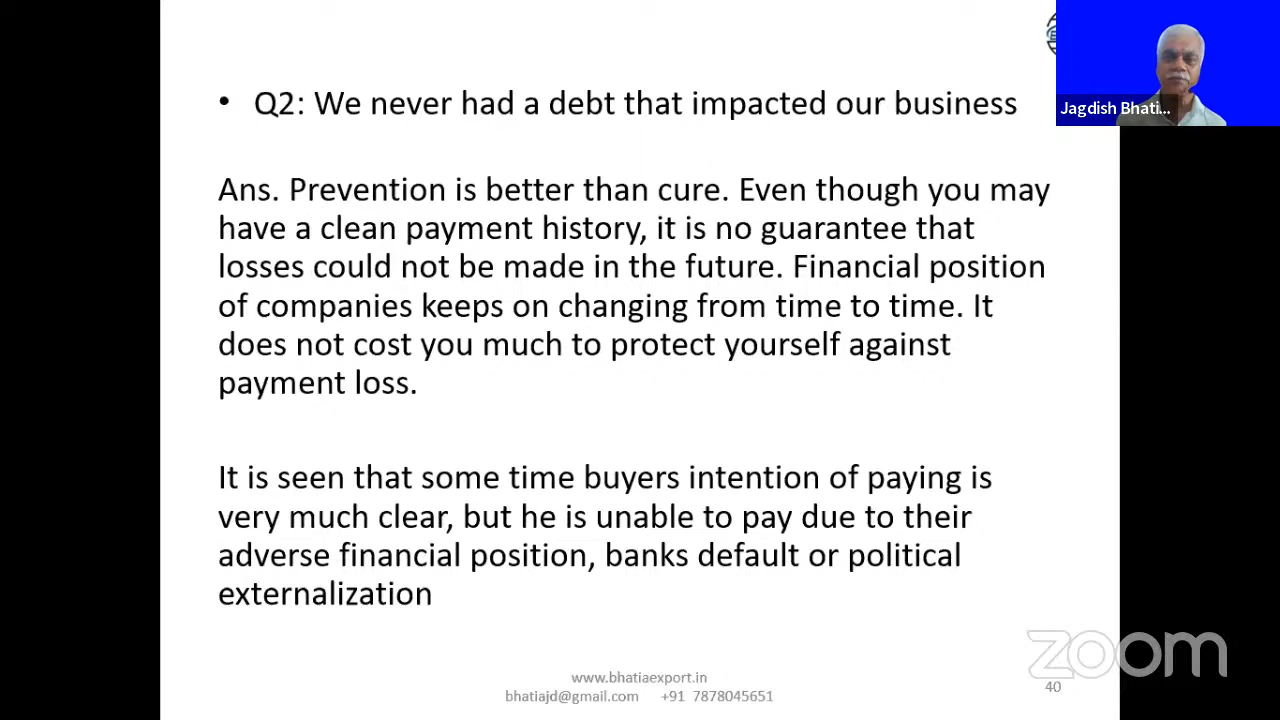 • Q2: We never had a debt that impacted our business
Jagdish Bhati...
Ans. Prevention is better than cure. Even though you may
have a clean payment history, it is no guarantee that
losses could not be made in the future. Financial position
of companies keeps on changing from time to time. It
does not cost you much to protect yourself against
payment loss.
It is seen that some time buyers intention of paying is
very much clear, but he is unable to pay due to their
adverse financial position, banks default or political
externalization
zoom
www.bhatiaexport.in
bhatiajd@gmail.com +91 7878045651
40